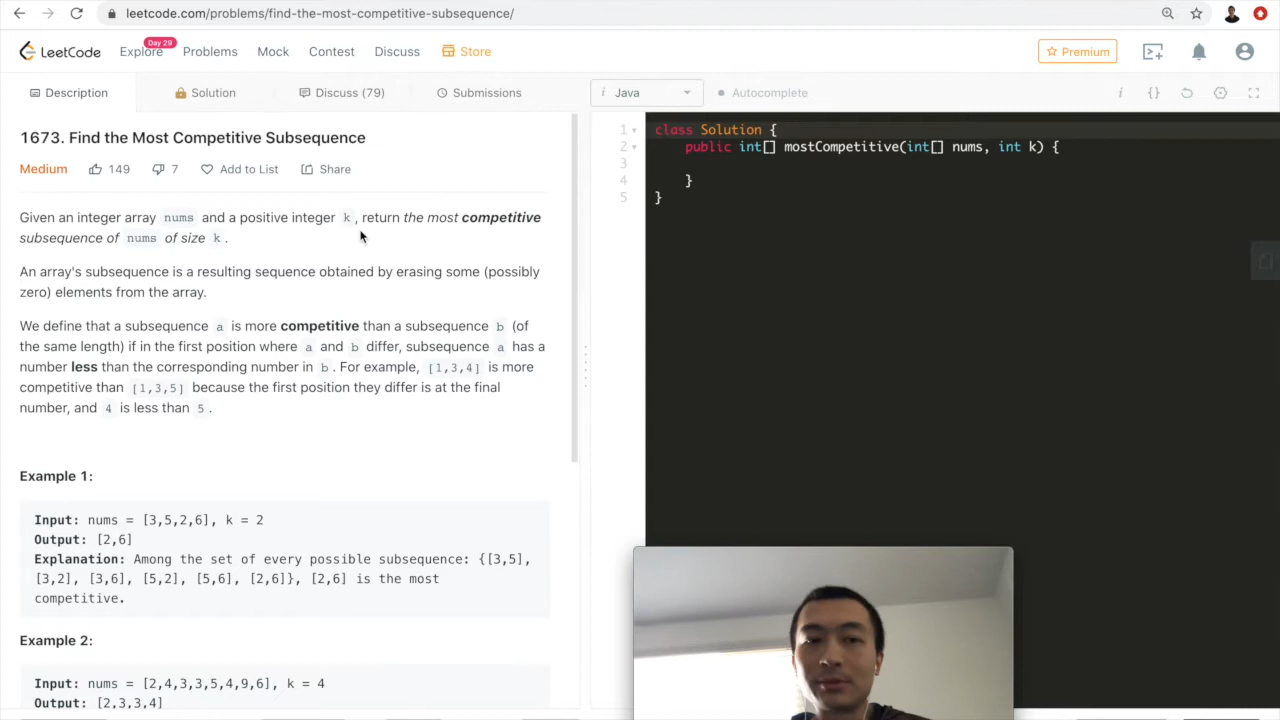 leetcode.com/problems/find-the-most-competitive-subsequence/
LeetCode
Explore
Day 29
Problems
Mock
Contest
Discuss
Store
Premium
Description
Solution
Discuss (79)
Submissions
i Java
Autocomplete
i
{}
1673. Find the Most Competitive Subsequence
Medium
149
7
Add to List
Share
Given an integer array nums and a positive integer k, return the most competitive
subsequence of nums of size k.
An array's subsequence is a resulting sequence obtained by erasing some (possibly
zero) elements from the array.
We define that a subsequence a is more competitive than a subsequence b (of
the same length) if in the first position where a and b differ, subsequence a has a
number less than the corresponding number in b. For example, [1,3,4] is more
competitive than [1,3,5] because the first position they differ is at the final
number, and 4 is less than 5.
Example 1:
Input: nums = [3,5,2,6], k = 2
Output: [2,6]
Explanation: Among the set of every possible subsequence: {[3,5],
[3,2], [3,6], [5,2], [5,6], [2,6]}, [2,6] is the most
competitive.
Example 2:
Input: nums = [2,4,3,3,5,4,9,6], k = 4
Output: [2,3,3,4]
1 class Solution {
2 public int[] mostCompetitive(int[] nums, int k) {
3
4 }
5 }